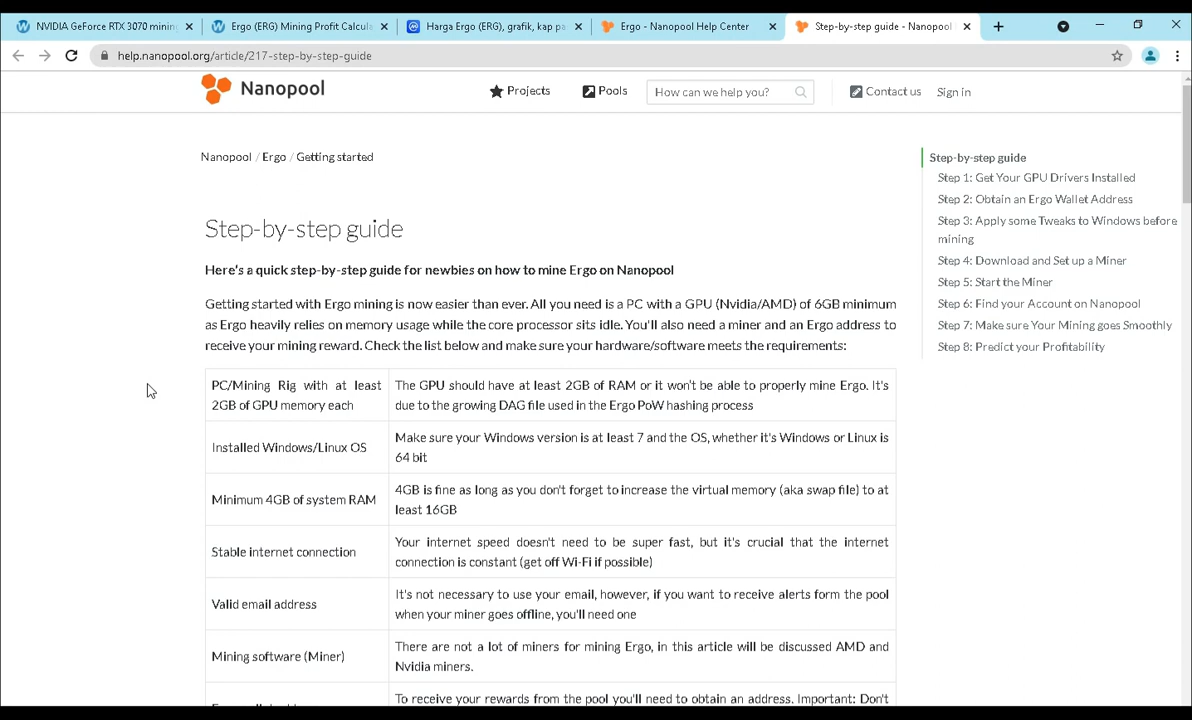 NVIDIA GeForce RTX 3070 minin
Ergo (ERG) Mining Profit Calcula
Harga Ergo (ERG), grafik, kap pa
Ergo - Nanopool Help Center
Step-by-step guide - Nanopool
help.nanopool.org/article/217-step-by-step-guide
Nanopool
Projects
Pools
How can we help you?
Contact us
Sign in
Nanopool / Ergo / Getting started
Step-by-step guide
Here's a quick step-by-step guide for newbies on how to mine Ergo on Nanopool
Getting started with Ergo mining is now easier than ever. All you need is a PC with a GPU (Nvidia/AMD) of 6GB minimum
as Ergo heavily relies on memory usage while the core processor sits idle. You'll also need a miner and an Ergo address to
receive your mining reward. Check the list below and make sure your hardware/software meets the requirements:
PC/Mining Rig with at least
2GB of GPU memory each
The GPU should have at least 2GB of RAM or it won't be able to properly mine Ergo. It's
due to the growing DAG file used in the Ergo PoW hashing process
Installed Windows/Linux OS
Make sure your Windows version is at least 7 and the OS, whether it's Windows or Linux is
64 bit
Minimum 4GB of system RAM
4GB is fine as long as you don't forget to increase the virtual memory (aka swap file) to at
least 16GB
Stable internet connection
Your internet speed doesn't need to be super fast, but it's crucial that the internet
connection is constant (get off Wi-Fi if possible)
Valid email address
It's not necessary to use your email, however, if you want to receive alerts form the pool
when your miner goes offline, you'll need one
Mining software (Miner)
There are not a lot of miners for mining Ergo, in this article will be discussed AMD and
Nvidia miners.
To receive your rewards from the pool you'll need to obtain an address. Important: Don't
Step-by-step guide
Step 1: Get Your GPU Drivers Installed
Step 2: Obtain an Ergo Wallet Address
Step 3: Apply some Tweaks to Windows before
mining
Step 4: Download and Set up a Miner
Step 5: Start the Miner
Step 6: Find your Account on Nanopool
Step 7: Make sure Your Mining goes Smoothly
Step 8: Predict your Profitability